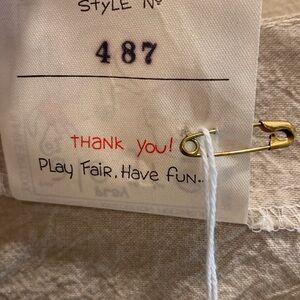 STYLE No
487
THANK YOU!
PLay Fair. Have Fun.